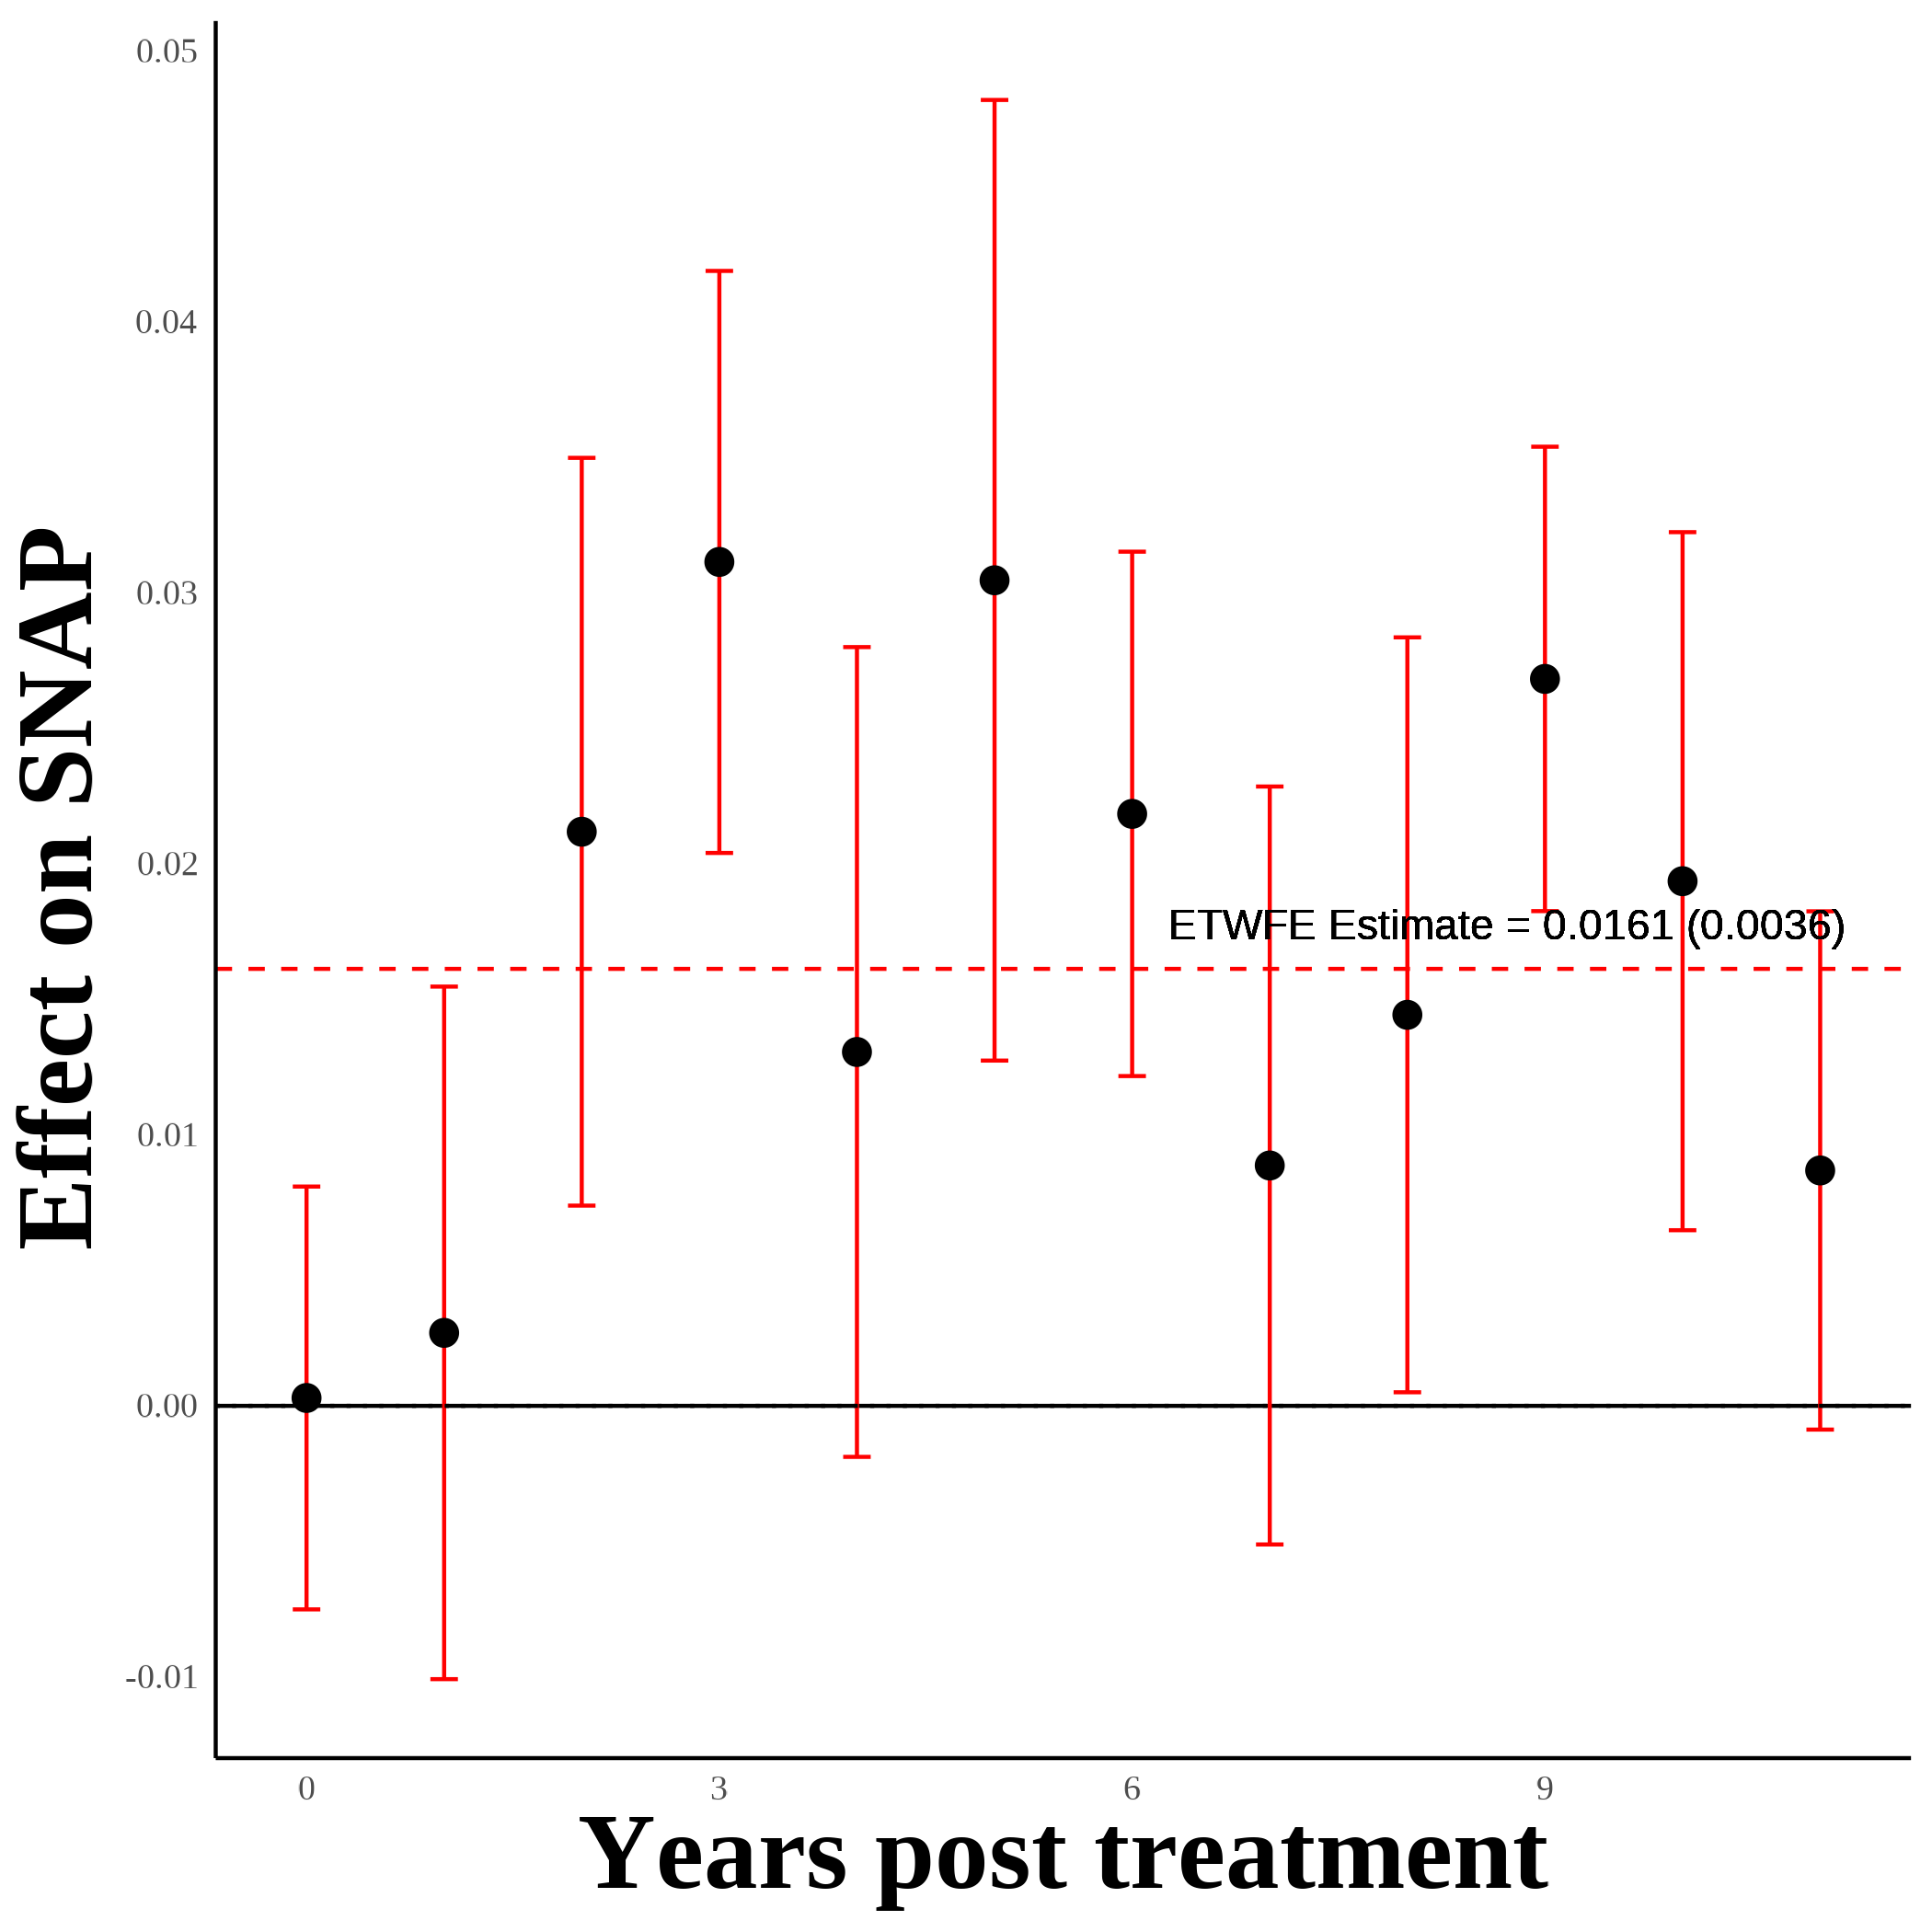 Effect on SNAP
0.05
0.04
0.03
0.02
0.01
0.00
-0.01
ETWFE Estimate = 0.0161 (0.0036)
0 3 6 9
Years post treatment